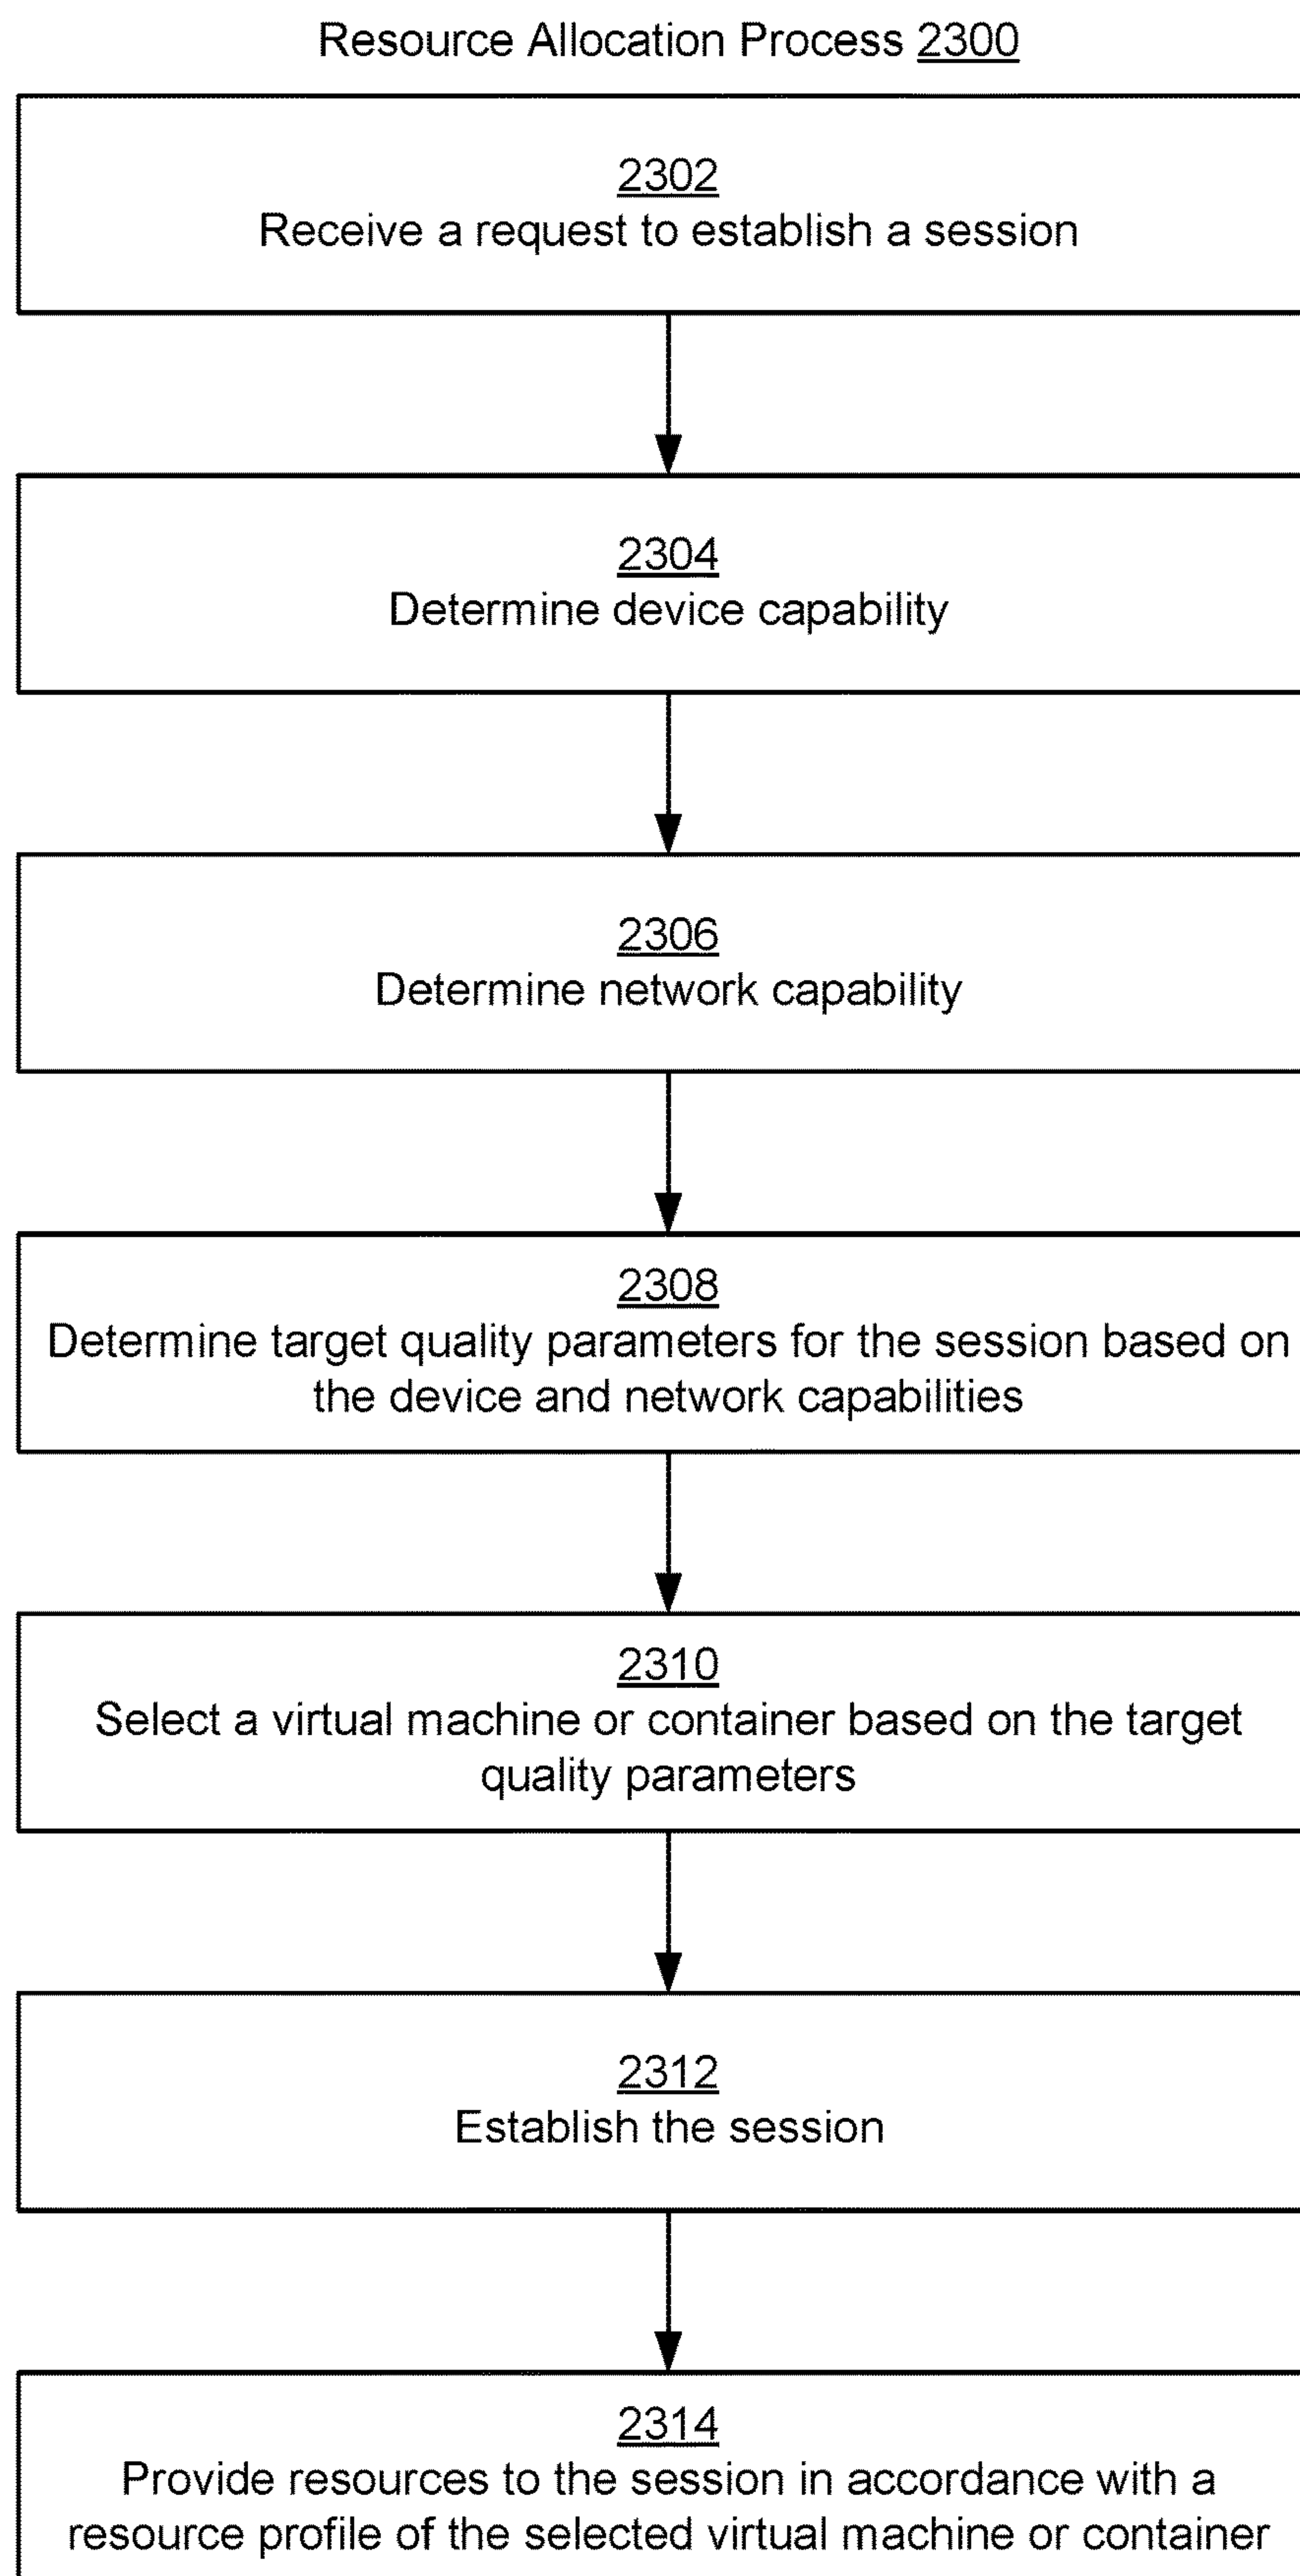 Resource Allocation Process 2300
2302
Receive a request to establish a session
2304
Determine device capability
2306
Determine network capability
2308
Determine target quality parameters for the session based on
the device and network capabilities
2310
Select a virtual machine or container based on the target
quality parameters
2312
Establish the session
2314
Provide resources to the session in accordance with a
resource profile of the selected virtual machine or container